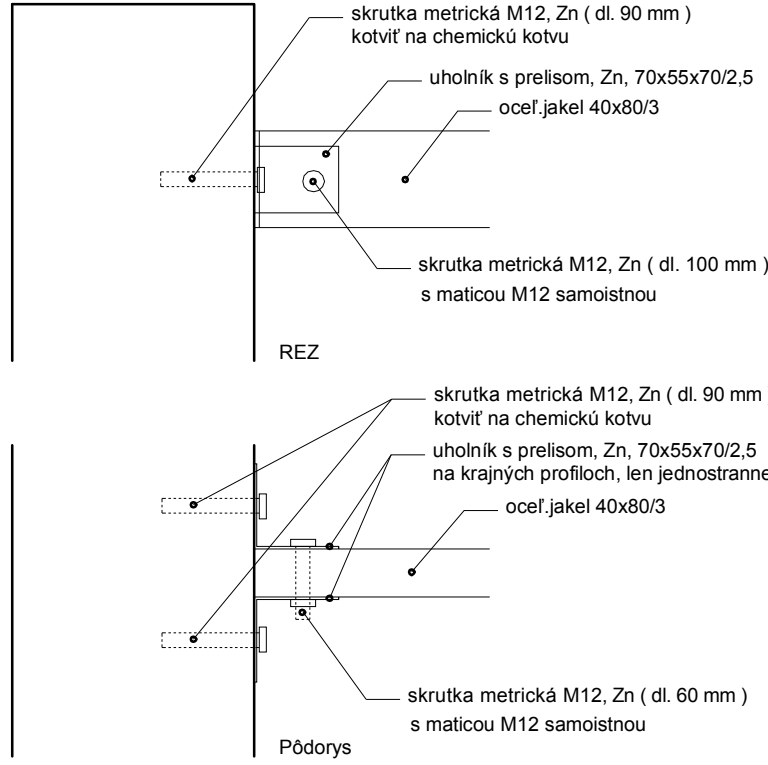 skrutka metrická M12, Zn ( dl. 90 mm )
kotviť na chemickú kotvu
uholník s prelisom, Zn, 70x55x70/2,5
oceľ.jakel 40x80/3
skrutka metrická M12, Zn ( dl. 100 mm )
s maticou M12 samoistnou
REZ
skrutka metrická M12, Zn ( dl. 90 mm )
kotviť na chemickú kotvu
uholník s prelisom, Zn, 70x55x70/2,5
na krajných profiloch, len jednostranne
oceľ.jakel 40x80/3
skrutka metrická M12, Zn ( dl. 60 mm )
s maticou M12 samoistnou
Pôdorys